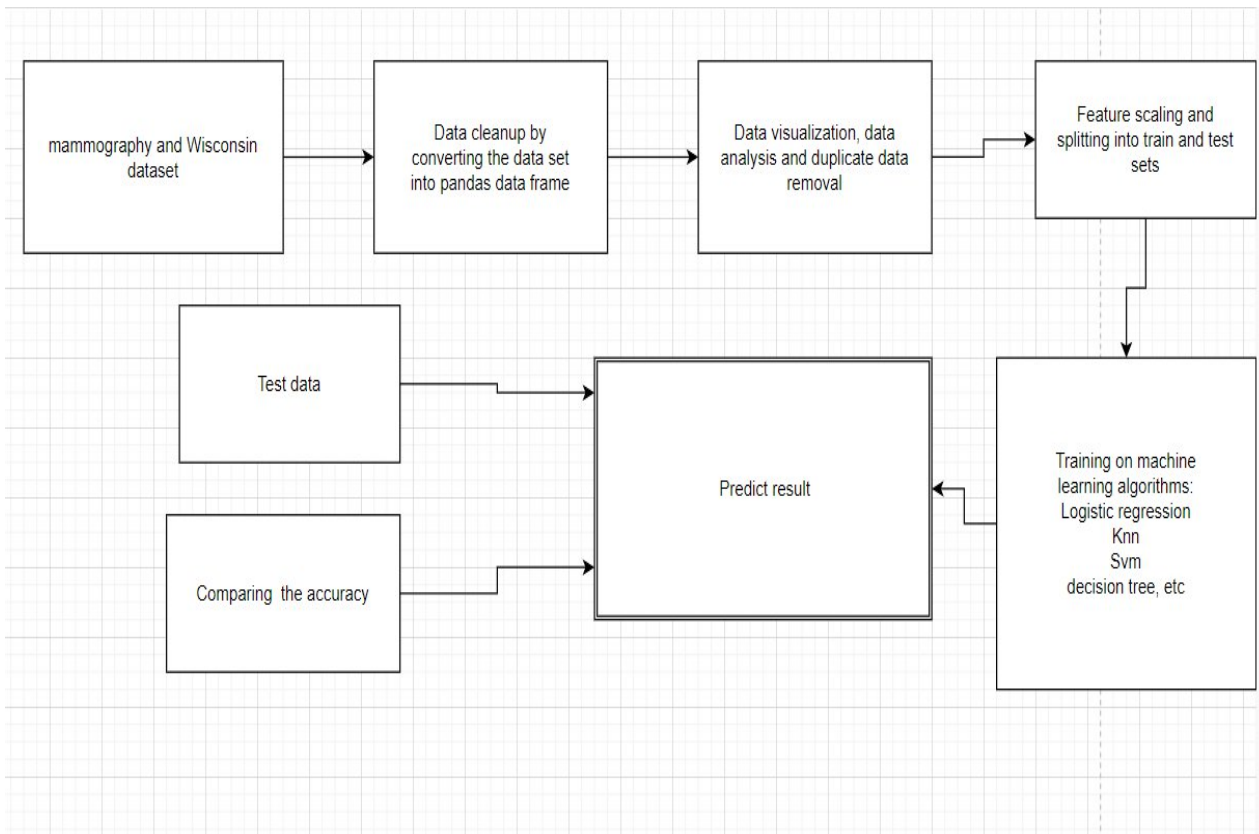 mammography and Wisconsin
dataset
Data cleanup by
converting the data set
into pandas data frame
Data visualization, data
analysis and duplicate data
removal
Feature scaling and
splitting into train and test
sets
Test data
Predict result
Comparing  the accuracy
Training on machine
learning algorithms:
Logistic regression
Knn
Svm
decision tree, etc